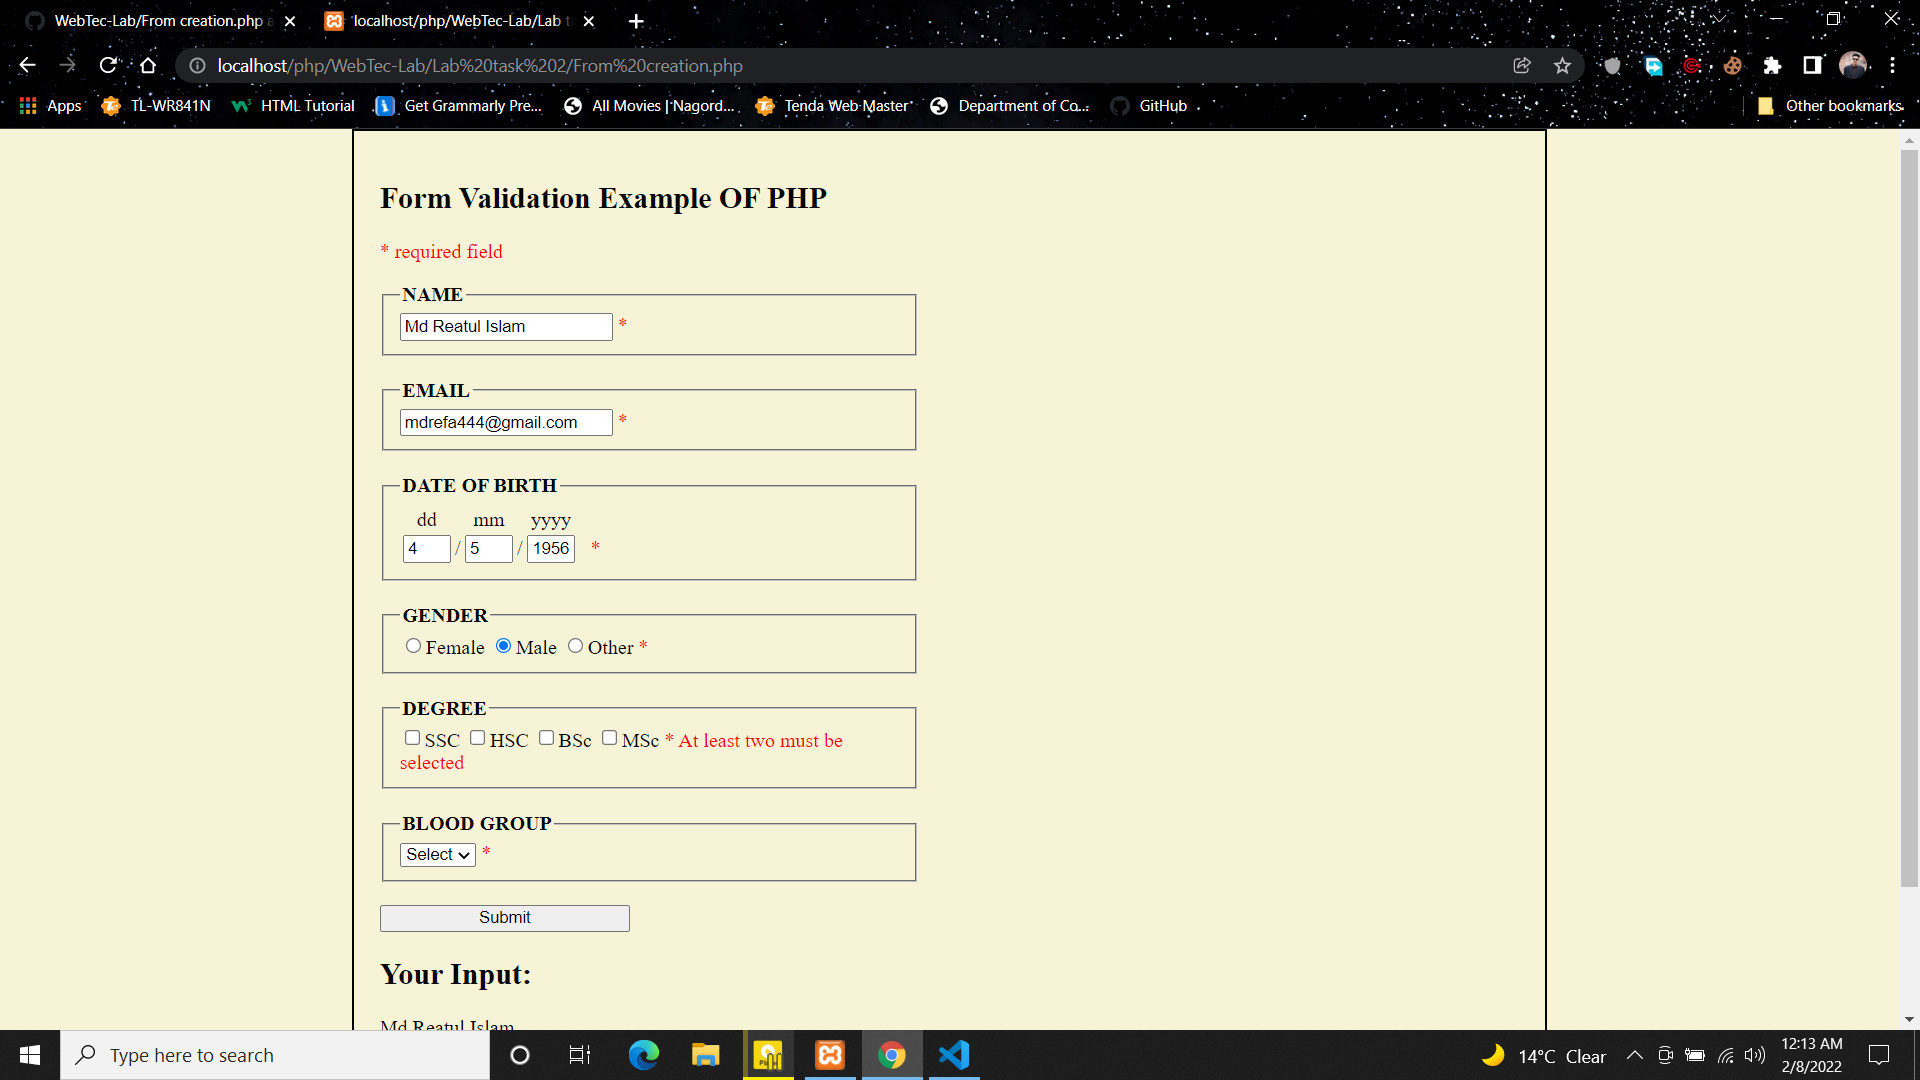 WebTec-Lab/From creation.php a
localhost/php/WebTec-Lab/Lab t
localhost/php/WebTec-Lab/Lab%20task%202/From%20creation.php
Apps TL-WR841N HTML Tutorial Get Grammarly Pre... All Movies | Nagord... Tenda Web Master Department of Co... GitHub Other bookmarks
Form Validation Example OF PHP
* required field
NAME
Md Reatul Islam *
EMAIL
mdrefa444@gmail.com *
DATE OF BIRTH
dd mm yyyy
4 / 5 / 1956 *
GENDER
Female Male Other *
DEGREE
SSC HSC BSc MSc * At least two must be
selected
BLOOD GROUP
Select *
Submit
Your Input:
Md Reatul Islam
Type here to search
14°C Clear
12:13 AM
2/8/2022